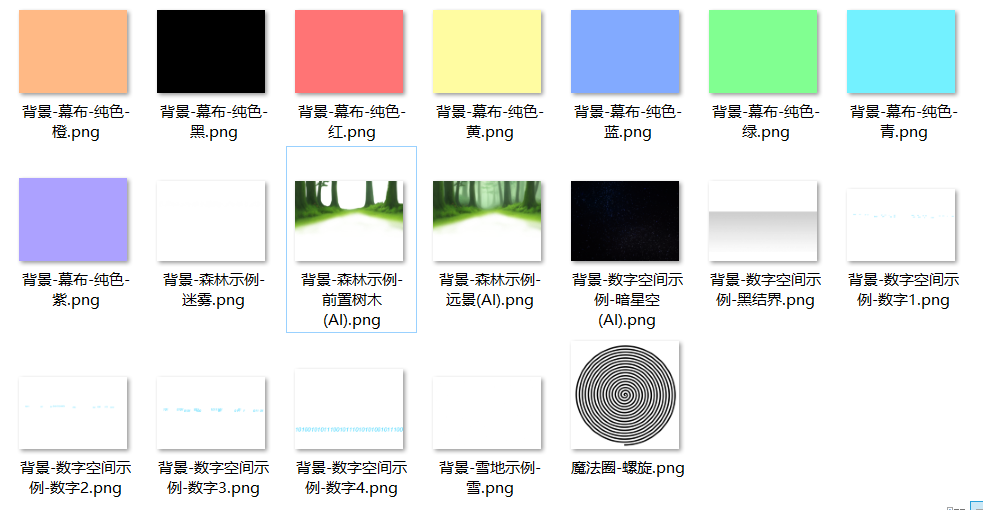 背景-幕布-纯色-
橙.png
背景-幕布-纯色-
黑.png
背景-幕布-纯色-
红.png
背景-幕布-纯色-
黄.png
背景-幕布-纯色-
蓝.png
背景-幕布-纯色-
绿.png
背景-幕布-纯色-
青.png
背景-幕布-纯色-
紫.png
背景-森林示例-
迷雾.png
背景-森林示例-
前置树木
(AI).png
背景-森林示例-
远景(AI).png
背景-数字空间示
例-暗星空
(AI).png
背景-数字空间示
例-黑结界.png
背景-数字空间示
例-数字1.png
背景-数字空间示
例-数字2.png
背景-数字空间示
例-数字3.png
背景-数字空间示
例-数字4.png
背景-雪地示例-
雪.png
魔法圈-螺旋.png